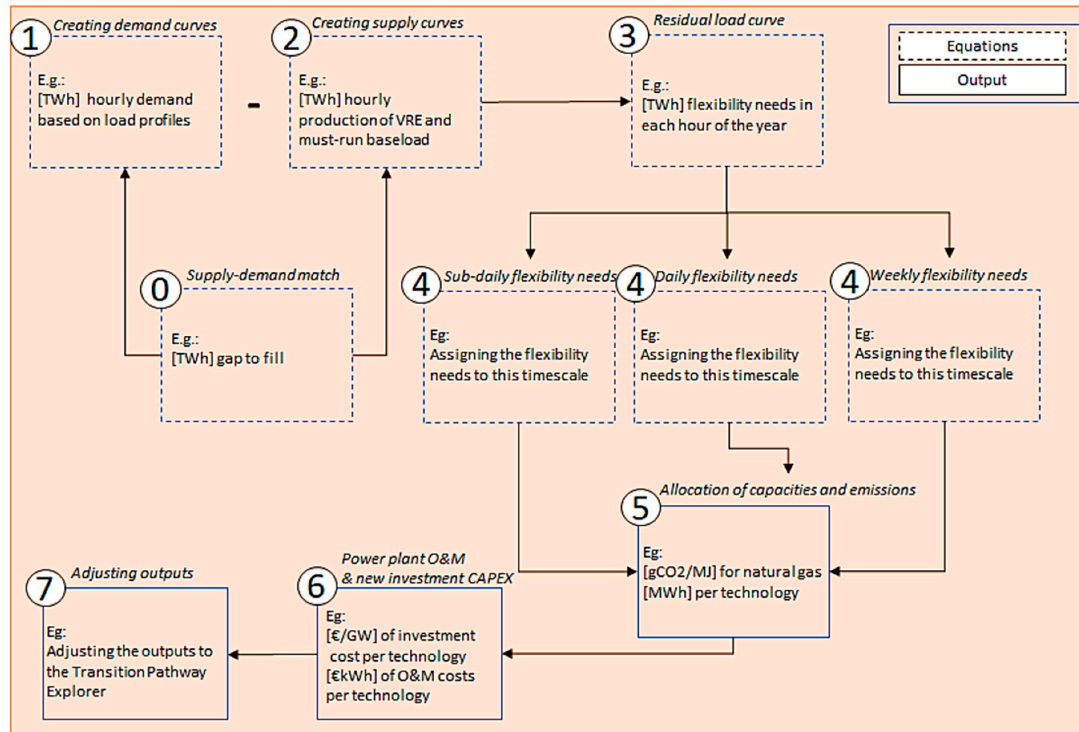 Creating demand curves
1
E.g.:
[TWh] hourly demand
based on load profiles
-
Creating supply curves
2
E.g.:
[TWh] hourly
production of VRE and
must-run baseload
Residual load curve
3
E.g.:
[TWh] flexibility needs in
each hour of the year
Equations
Output
Supply-demand match
0
E.g.:
[TWh] gap to fill
Sub-daily flexibility needs
4
Eg:
Assigning the flexibility
needs to this timescale
Daily flexibility needs
4
Eg:
Assigning the flexibility
needs to this timescale
Weekly flexibility needs
4
Eg:
Assigning the flexibility
needs to this timescale
Allocation of capacities and emissions
5
Eg:
[gCO2/MJ] for natural gas
[MWh] per technology
Power plant O&M
& new investment CAPEX
6
Eg:
[€/GW] of investment
cost per technology
[€kWh] of O&M costs
per technology
Adjusting outputs
7
Eg:
Adjusting the outputs to
the Transition Pathway
Explorer